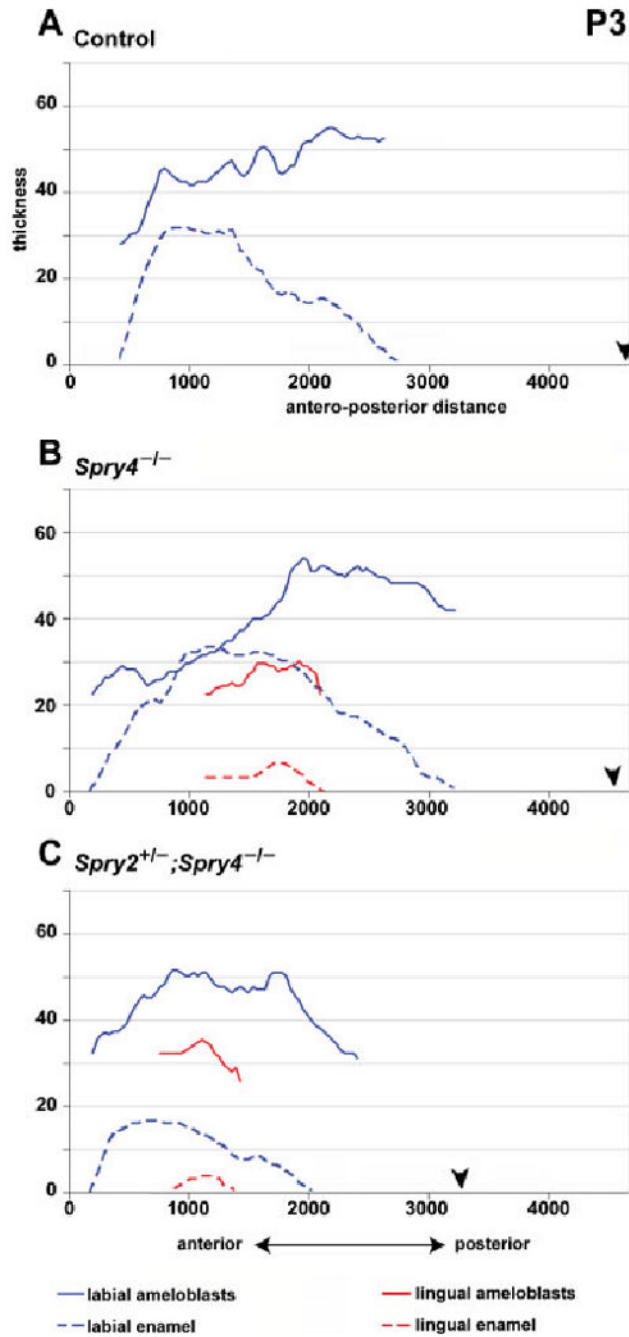 A Control P3
60
40
thickness
20
0
0 1000 2000 3000 4000
antero-posterior distance
B Spry4−/−
60
40
20
0
0 1000 2000 3000 4000
C Spry2+/−;Spry4−/−
60
40
20
0
0 1000 2000 3000 4000
anterior posterior
labial ameloblasts lingual ameloblasts
labial enamel lingual enamel